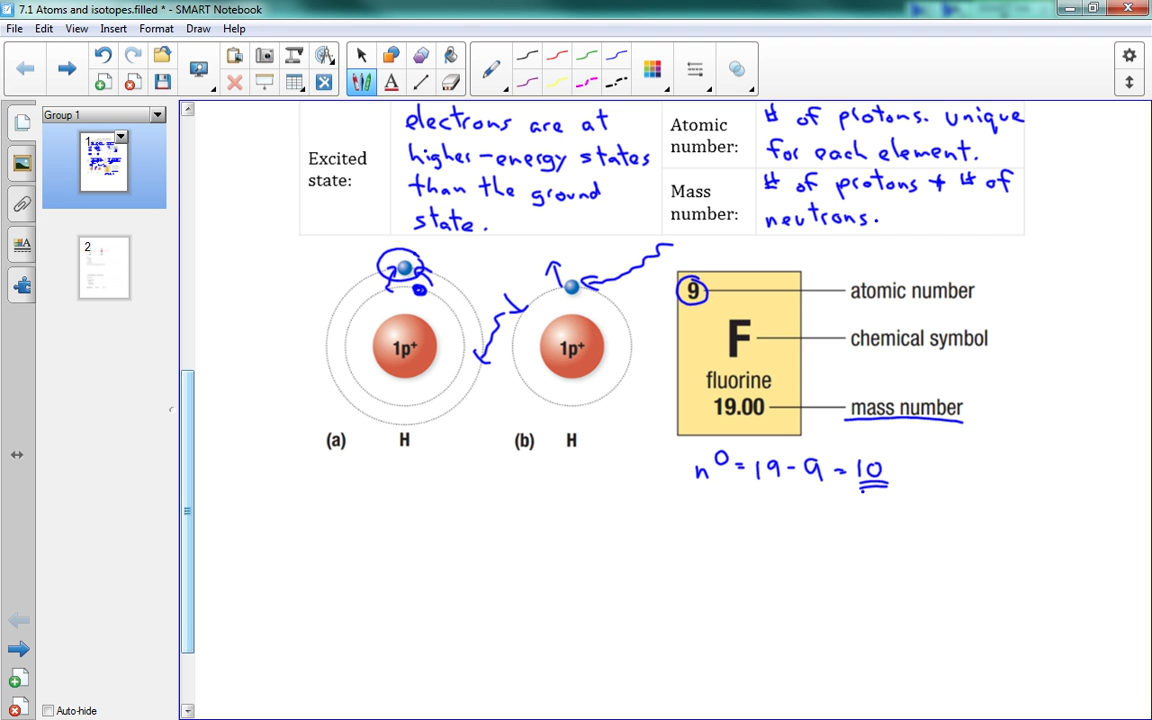 7.1 Atoms and isotopes.filled * - SMART Notebook
File Edit View Insert Format Draw Help
Group 1
1
2
Auto-hide
Excited
state:
electrons are at
higher-energy states
than the ground
state.
Atomic
number:
# of protons. unique
for each element.
Mass
number:
# of protons + # of
neutrons.
1p+
(a) H
1p+
(b) H
9
F
fluorine
19.00
atomic number
chemical symbol
mass number
n⁰ = 19 - 9 = 10